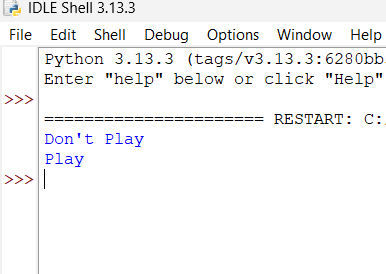 IDLE Shell 3.13.3
File Edit Shell Debug Options Window Help
Python 3.13.3 (tags/v3.13.3:6280bb
Enter "help" below or click "Help"
>>>
====================== RESTART: C:
Don't Play
Play
>>>